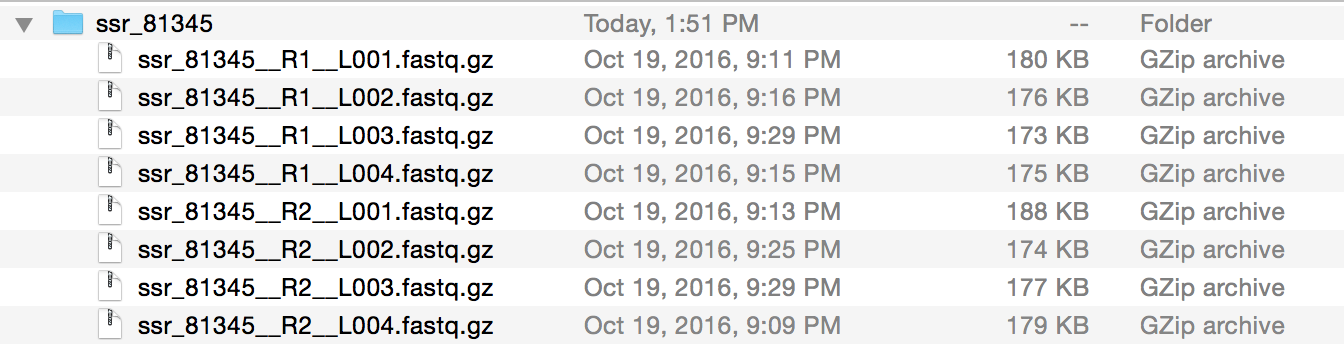 ssr_81345 Today, 1:51 PM -- Folder
ssr_81345__R1__L001.fastq.gz Oct 19, 2016, 9:11 PM 180 KB GZip archive
ssr_81345__R1__L002.fastq.gz Oct 19, 2016, 9:16 PM 176 KB GZip archive
ssr_81345__R1__L003.fastq.gz Oct 19, 2016, 9:29 PM 173 KB GZip archive
ssr_81345__R1__L004.fastq.gz Oct 19, 2016, 9:15 PM 175 KB GZip archive
ssr_81345__R2__L001.fastq.gz Oct 19, 2016, 9:13 PM 188 KB GZip archive
ssr_81345__R2__L002.fastq.gz Oct 19, 2016, 9:25 PM 174 KB GZip archive
ssr_81345__R2__L003.fastq.gz Oct 19, 2016, 9:29 PM 177 KB GZip archive
ssr_81345__R2__L004.fastq.gz Oct 19, 2016, 9:09 PM 179 KB GZip archive